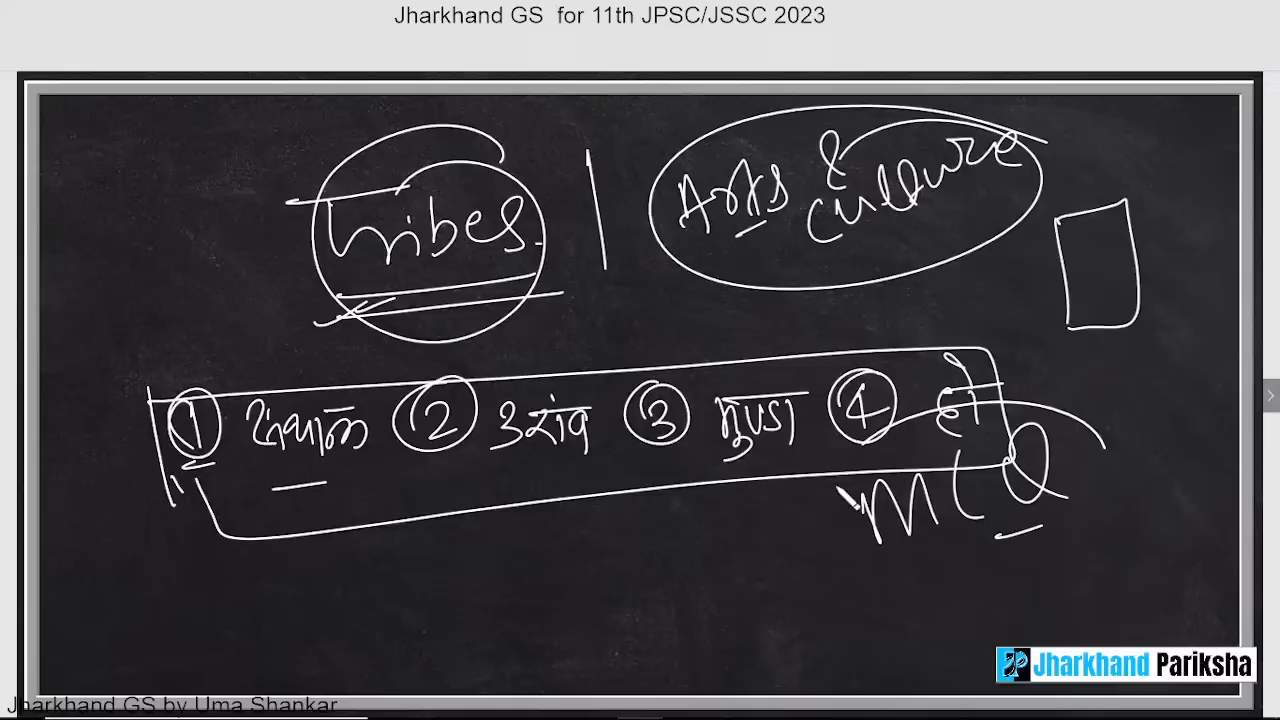 Jharkhand GS for 11th JPSC/JSSC 2023
Tribes | Arts & Culture
① संथाल ② उरांव ③ मुण्डा ④ हो
MCQ
Jharkhand Pariksha
Jharkhand GS by Uma Shankar